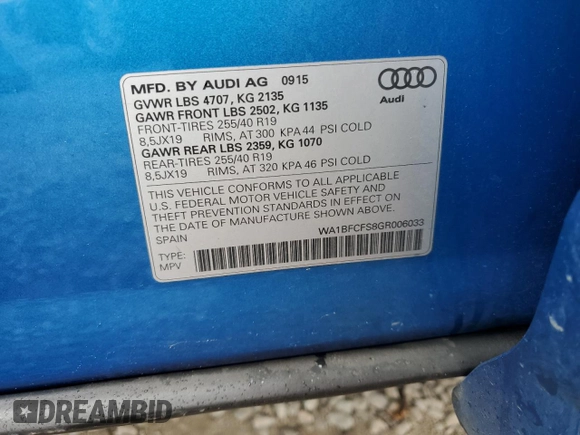 MFD. BY AUDI AG 0915
GVWR LBS 4707, KG 2135
GAWR FRONT LBS 2502, KG 1135
FRONT-TIRES 255/40 R19
8,5JX19 RIMS, AT 300 KPA 44 PSI COLD
GAWR REAR LBS 2359, KG 1070
REAR-TIRES 255/40 R19
8,5JX19 RIMS, AT 320 KPA 46 PSI COLD
Audi
THIS VEHICLE CONFORMS TO ALL APPLICABLE
U.S. FEDERAL MOTOR VEHICLE SAFETY AND
THEFT PREVENTION STANDARDS IN EFFECT ON
THE DATE OF MANUFACTURE SHOWN ABOVE.
SPAIN
WA1BFCFS8GR006033
TYPE:
MPV
DREAMBID